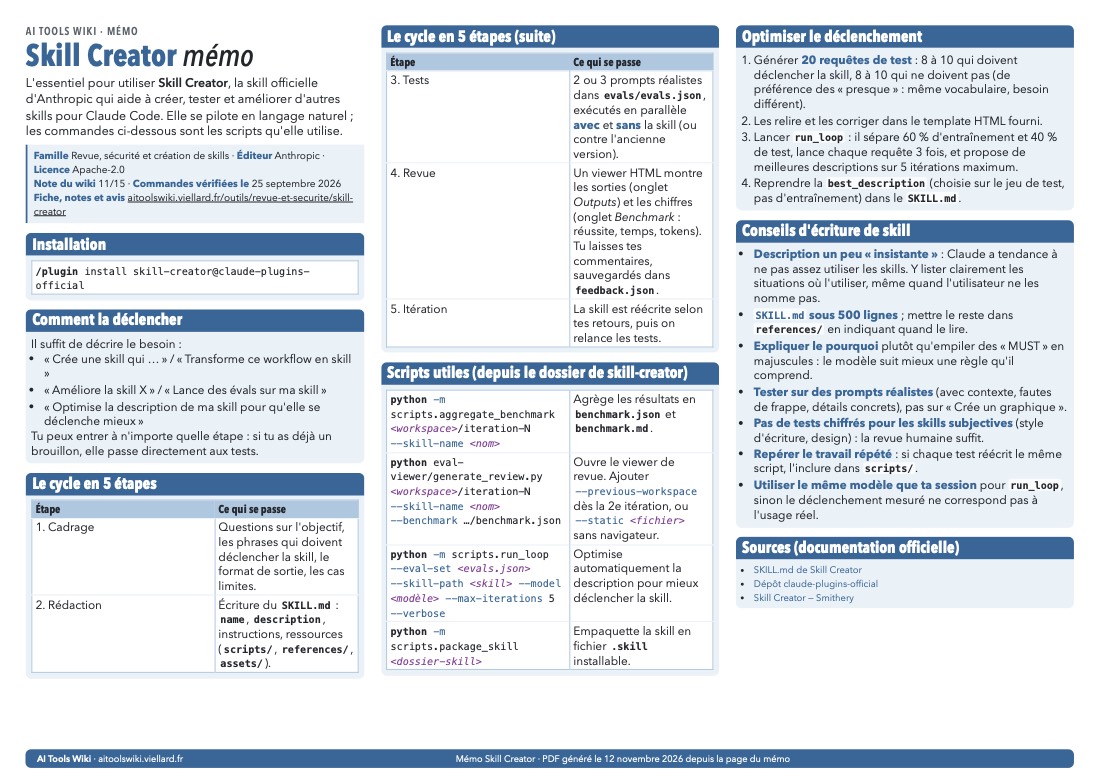 AI TOOLS WIKI · MÉMO
Skill Creator mémo
L'essentiel pour utiliser Skill Creator, la skill officielle
d'Anthropic qui aide à créer, tester et améliorer d'autres
skills pour Claude Code. Elle se pilote en langage naturel ;
les commandes ci-dessous sont les scripts qu'elle utilise.
Famille Revue, sécurité et création de skills · Éditeur Anthropic ·
Licence Apache-2.0
Note du wiki 11/15 · Commandes vérifiées le 25 septembre 2026
Fiche, notes et avis aitoolswiki.viellard.fr/outils/revue-et-securite/skill-
creator
Installation
/plugin install skill-creator@claude-plugins-
official
Comment la déclencher
Il suffit de décrire le besoin :
• « Crée une skill qui … » / « Transforme ce workflow en skill
»
• « Améliore la skill X » / « Lance des évals sur ma skill »
• « Optimise la description de ma skill pour qu'elle se
déclenche mieux »
Tu peux entrer à n'importe quelle étape : si tu as déjà un
brouillon, elle passe directement aux tests.
Le cycle en 5 étapes
Étape Ce qui se passe
1. Cadrage Questions sur l'objectif,
les phrases qui doivent
déclencher la skill, le
format de sortie, les cas
limites.
2. Rédaction Écriture du SKILL.md :
name, description,
instructions, ressources
(scripts/, references/,
assets/).
Le cycle en 5 étapes (suite)
Étape Ce qui se passe
3. Tests 2 ou 3 prompts réalistes
dans evals/evals.json,
exécutés en parallèle
avec et sans la skill (ou
contre l'ancienne
version).
4. Revue Un viewer HTML montre
les sorties (onglet
Outputs) et les chiffres
(onglet Benchmark :
réussite, temps, tokens).
Tu laisses tes
commentaires,
sauvegardés dans
feedback.json.
5. Itération La skill est réécrite selon
tes retours, puis on
relance les tests.
Scripts utiles (depuis le dossier de skill-creator)
python -m Agrège les résultats en
scripts.aggregate_benchmark benchmark.json et
<workspace>/iteration-N benchmark.md.
--skill-name <nom>
python eval- Ouvre le viewer de
viewer/generate_review.py revue. Ajouter
<workspace>/iteration-N --previous-workspace
--skill-name <nom> dès la 2e itération, ou
--benchmark …/benchmark.json --static <fichier>
sans navigateur.
python -m scripts.run_loop Optimise
--eval-set <evals.json> automatiquement la
--skill-path <skill> --model description pour mieux
<modèle> --max-iterations 5 déclencher la skill.
--verbose
python -m Empaquette la skill en
scripts.package_skill fichier .skill
<dossier-skill> installable.
Optimiser le déclenchement
1. Générer 20 requêtes de test : 8 à 10 qui doivent
déclencher la skill, 8 à 10 qui ne doivent pas (de
préférence des « presque » : même vocabulaire, besoin
différent).
2. Les relire et les corriger dans le template HTML fourni.
3. Lancer run_loop : il sépare 60 % d'entraînement et 40 %
de test, lance chaque requête 3 fois, et propose de
meilleures descriptions sur 5 itérations maximum.
4. Reprendre la best_description (choisie sur le jeu de test,
pas d'entraînement) dans le SKILL.md.
Conseils d'écriture de skill
• Description un peu « insistante » : Claude a tendance à
ne pas assez utiliser les skills. Y lister clairement les
situations où l'utiliser, même quand l'utilisateur ne les
nomme pas.
• SKILL.md sous 500 lignes ; mettre le reste dans
references/ en indiquant quand le lire.
• Expliquer le pourquoi plutôt qu'empiler des « MUST » en
majuscules : le modèle suit mieux une règle qu'il
comprend.
• Tester sur des prompts réalistes (avec contexte, fautes
de frappe, détails concrets), pas sur « Crée un graphique ».
• Pas de tests chiffrés pour les skills subjectives (style
d'écriture, design) : la revue humaine suffit.
• Repérer le travail répété : si chaque test réécrit le même
script, l'inclure dans scripts/.
• Utiliser le même modèle que ta session pour run_loop,
sinon le déclenchement mesuré ne correspond pas à
l'usage réel.
Sources (documentation officielle)
• SKILL.md de Skill Creator
• Dépôt claude-plugins-official
• Skill Creator – Smithery
AI Tools Wiki · aitoolswiki.viellard.fr
Mémo Skill Creator · PDF généré le 12 novembre 2026 depuis la page du mémo